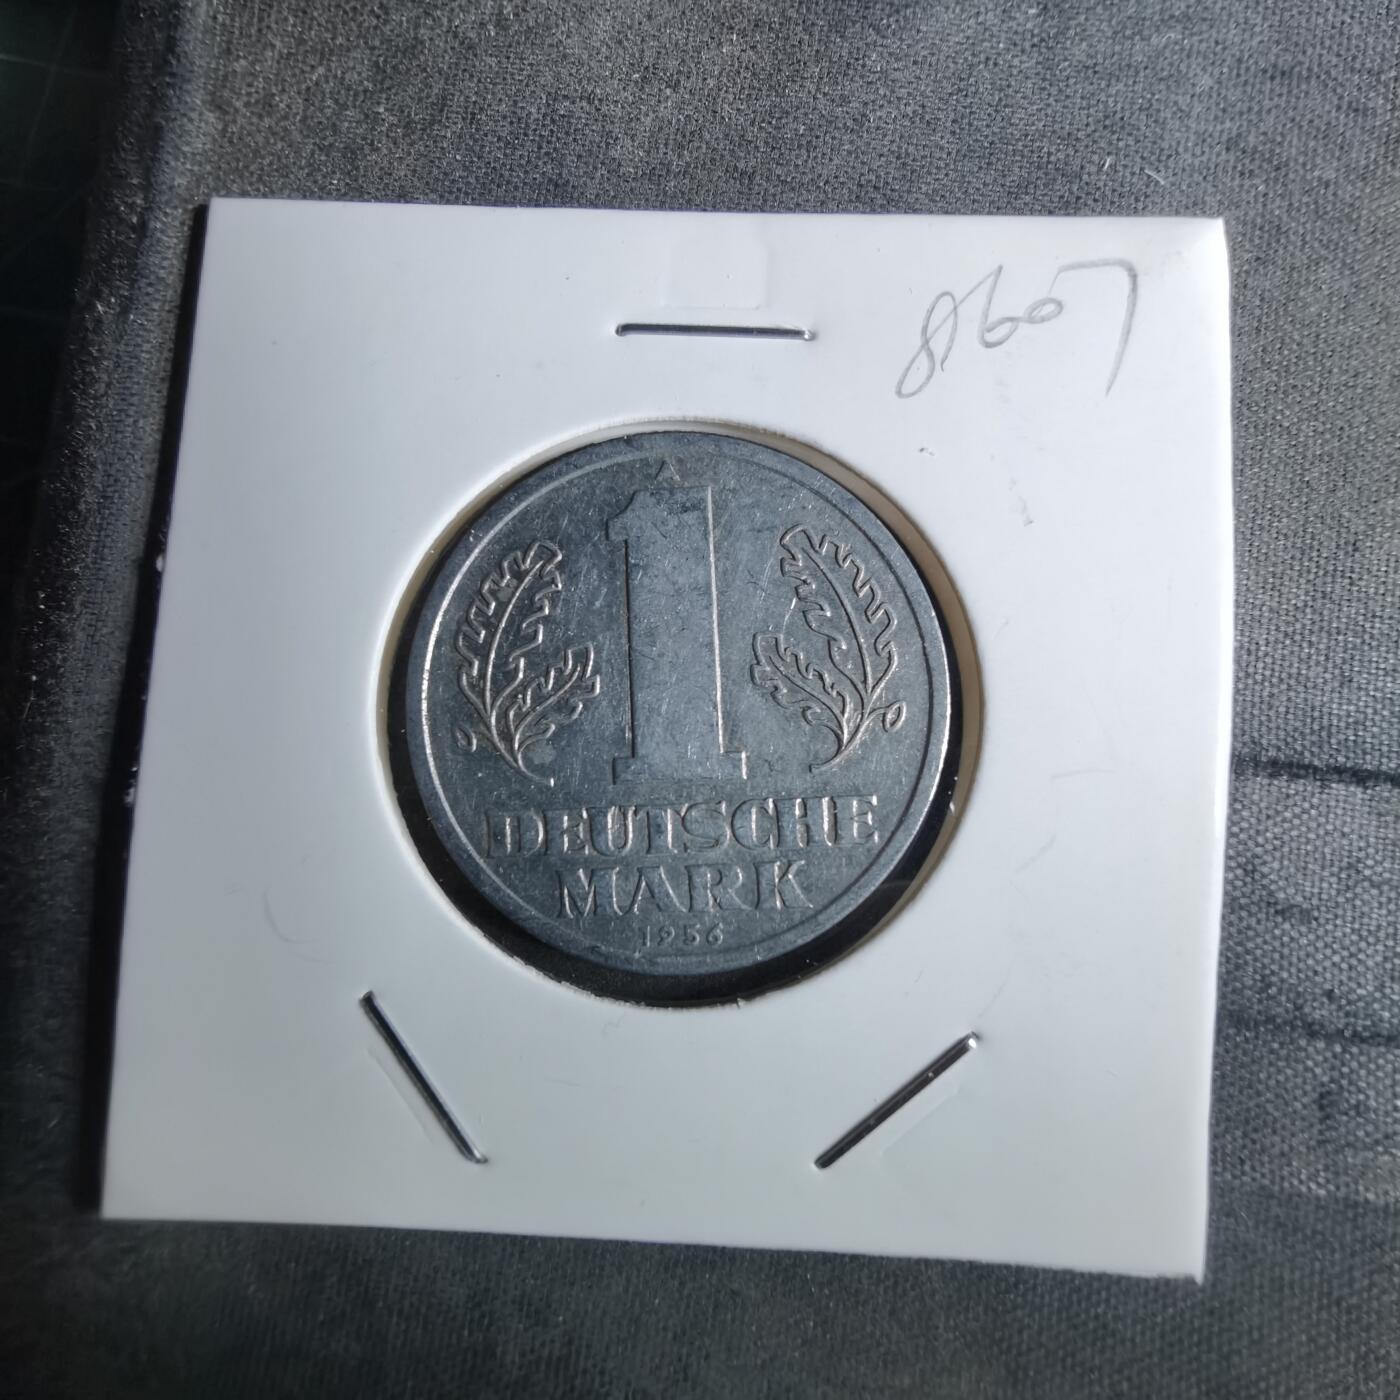 8607
A
1
DEUTSCHE
MARK
1956